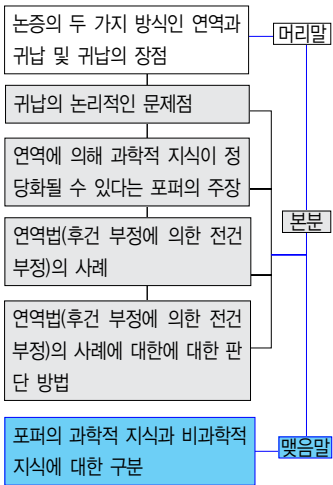 논증의 두 가지 방식인 연역과
귀납 및 귀납의 장점
머리말
귀납의 논리적인 문제점
연역에 의해 과학적 지식이 정
당화될 수 있다는 포퍼의 주장
본분
연역법(후건 부정에 의한 전건
부정)의 사례
연역법(후건 부정에 의한 전건
부정)의 사례에 대한에 대한 판
단 방법
포퍼의 과학적 지식과 비과학적
지식에 대한 구분
맺음말